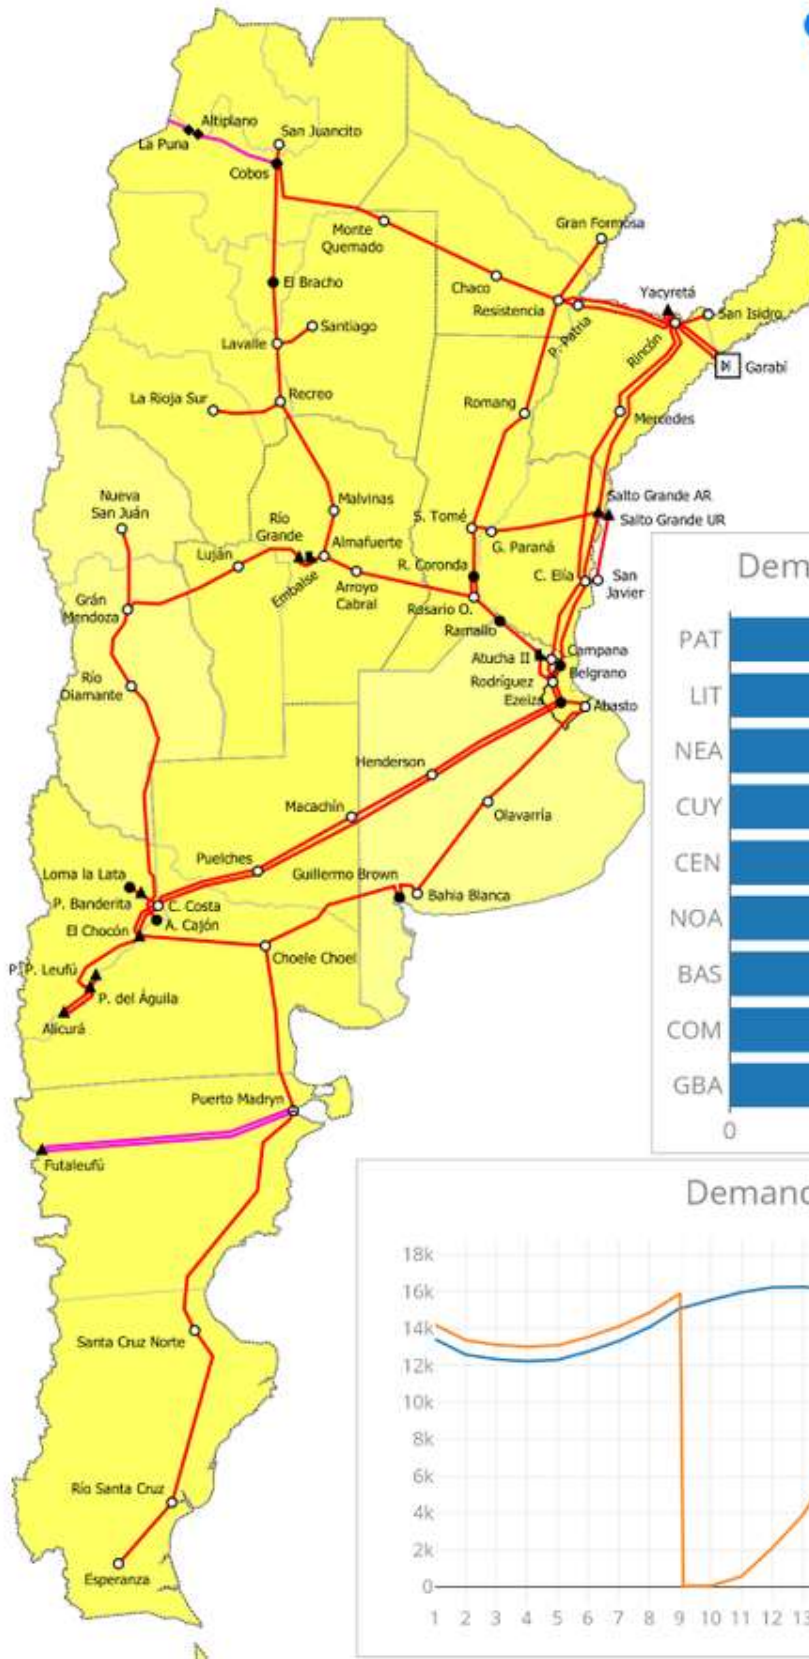 Altiplano
San Juancito
La Puna
Cobos
Monte
Quemado
Gran Formosa
El Bracho
Chaco
Resistencia
P. Patria
Yacyretá
San Isidro
Rincón
Garabí
Santiago
Lavalle
La Rioja Sur
Recreo
Romang
Mercedes
Nueva
San Juán
Río
Grande
Malvinas
Almafuerte
S. Tomé
G. Paraná
Salto Grande AR
Salto Grande UR
Luján
Embalse
Arroyo
Cabral
R. Coronda
C. Elía
San
Javier
Grán
Mendoza
Rosario O.
Ramallo
Río
Diamante
Atucha II
Campana
Belgrano
Rodríguez
Ezeiza
Abasto
Henderson
Macachín
Olavarría
Puelches
Guillermo Brown
Bahia Blanca
Loma la Lata
P. Banderita
C. Costa
A. Cajón
El Chocón
Choele Choel
P.P. Leufú
P. del Águila
Alicurá
Puerto Madryn
Futaleufú
Santa Cruz Norte
Río Santa Cruz
Esperanza
Dem
PAT
LIT
NEA
CUY
CEN
NOA
BAS
COM
GBA
0
Demand
18k
16k
14k
12k
10k
8k
6k
4k
2k
0
1 2 3 4 5 6 7 8 9 10 11 12 13